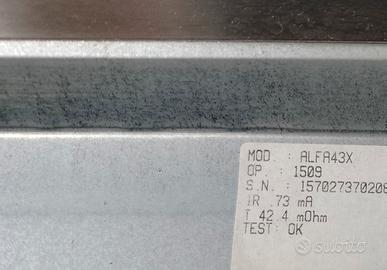 MOD. : ALFA43X
OP. : 1509
S.N. : 157027370208
IR .73 mA
T 42.4 mOhm
TEST: OK
subito